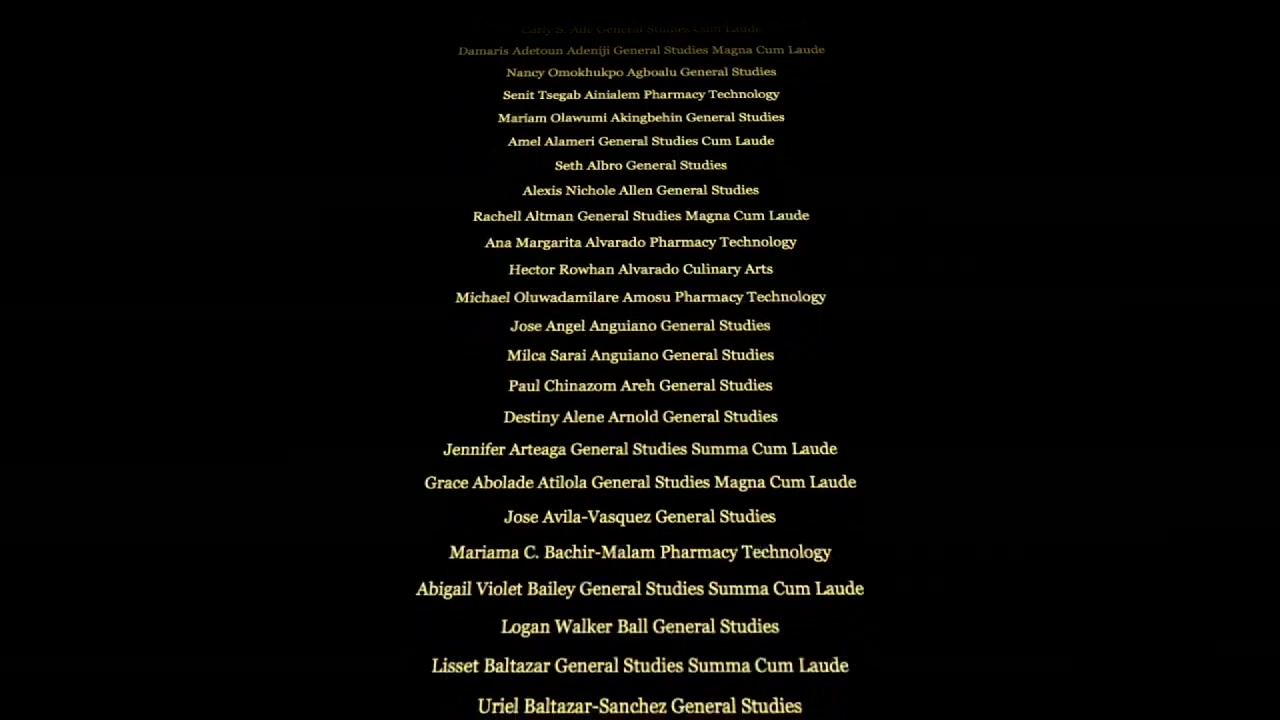 Carly S. Ade General Studies Cum Laude
Damaris Adetoun Adeniji General Studies Magna Cum Laude
Nancy Omokhukpo Agboalu General Studies
Senit Tsegab Ainialem Pharmacy Technology
Mariam Olawumi Akingbehin General Studies
Amel Alameri General Studies Cum Laude
Seth Albro General Studies
Alexis Nichole Allen General Studies
Rachell Altman General Studies Magna Cum Laude
Ana Margarita Alvarado Pharmacy Technology
Hector Rowhan Alvarado Culinary Arts
Michael Oluwadamilare Amosu Pharmacy Technology
Jose Angel Anguiano General Studies
Milca Sarai Anguiano General Studies
Paul Chinazom Areh General Studies
Destiny Alene Arnold General Studies
Jennifer Arteaga General Studies Summa Cum Laude
Grace Abolade Atilola General Studies Magna Cum Laude
Jose Avila-Vasquez General Studies
Mariama C. Bachir-Malam Pharmacy Technology
Abigail Violet Bailey General Studies Summa Cum Laude
Logan Walker Ball General Studies
Lisset Baltazar General Studies Summa Cum Laude
Uriel Baltazar-Sanchez General Studies